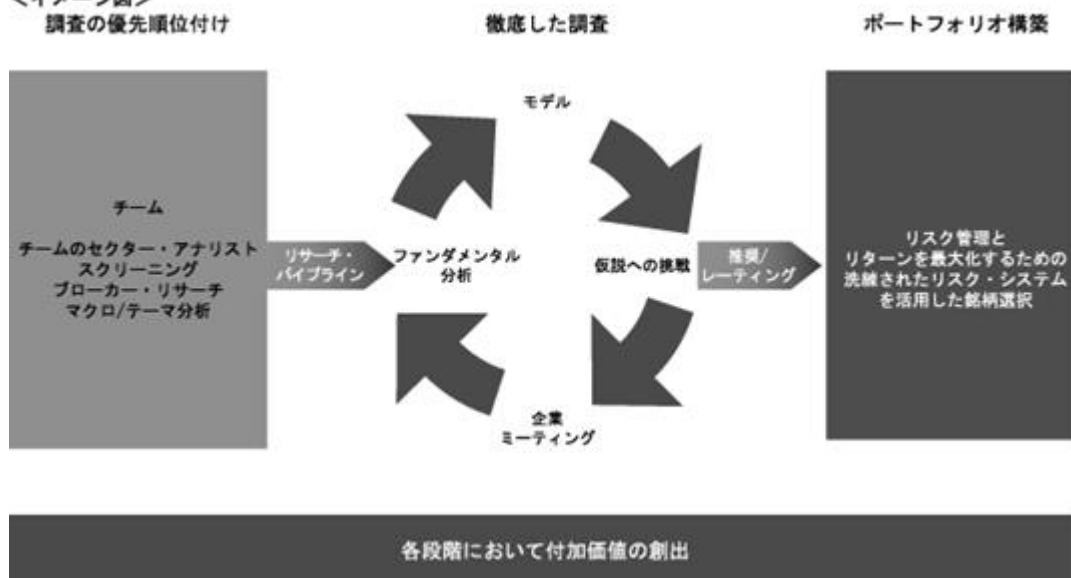 <イメージ図>
調査の優先順位付け
徹底した調査
ポートフォリオ構築
チーム
チームのセクター・アナリスト
スクリーニング
ブローカー・リサーチ
マクロ/テーマ分析
リサーチ・
パイプライン
モデル
ファンダメンタル
分析
仮説への挑戦
企業
ミーティング
推奨/
レーティング
リスク管理と
リターンを最大化するための
洗練されたリスク・システム
を活用した銘柄選択
各段階において付加価値の創出